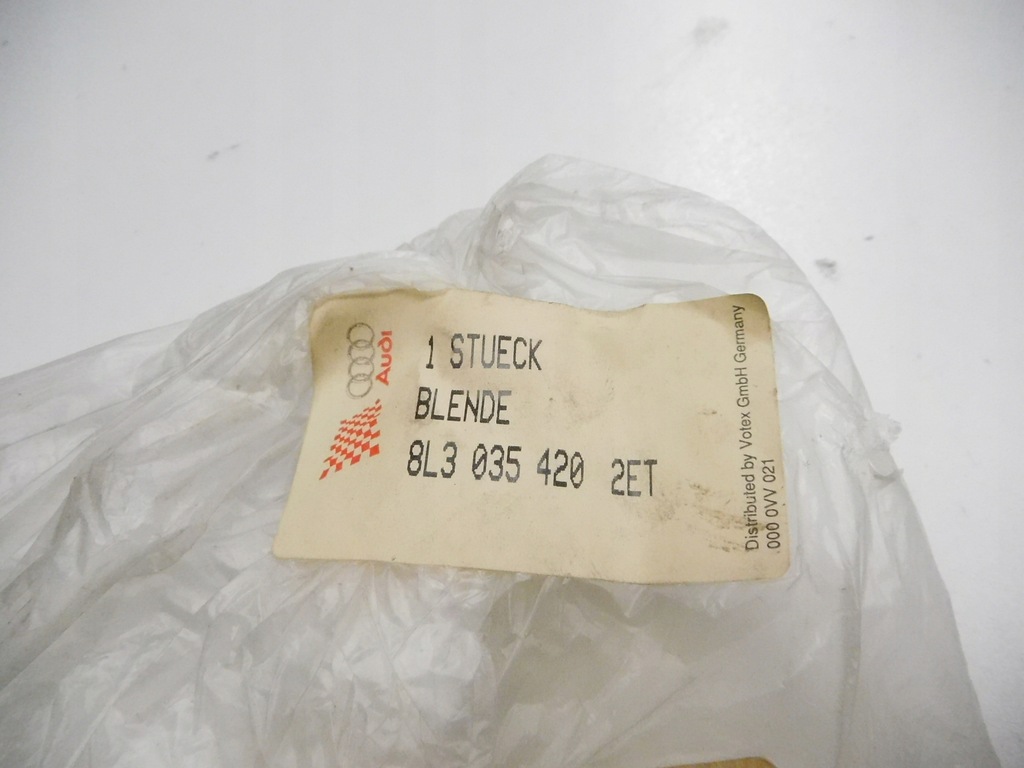 Audi
1 STUECK
BLENDE
8L3 035 420 2ET
Distributed by Votex GmbH Germany
000 0VV 021